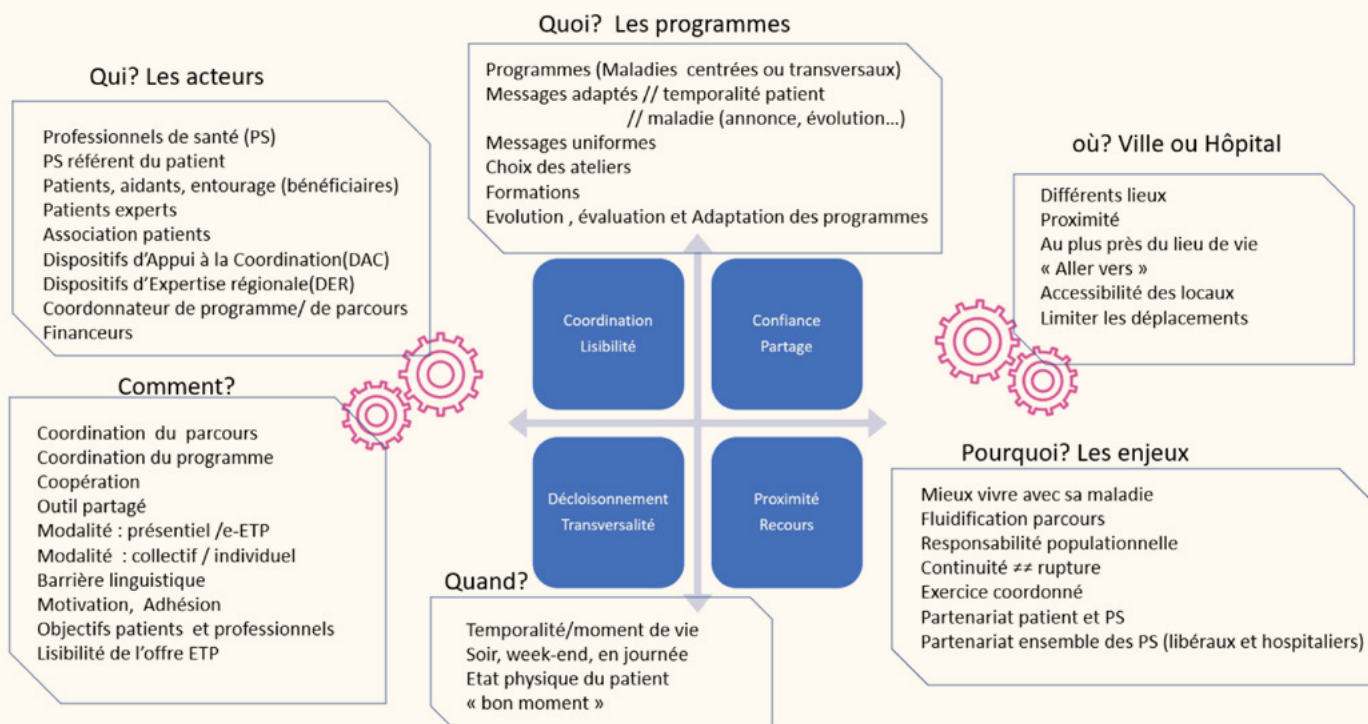 Quoi? Les programmes
Programmes (Maladies centrées ou transversaux)
Messages adaptés // temporalité patient
// maladie (annonce, évolution...)
Messages uniformes
Choix des ateliers
Formations
Evolution , évaluation et Adaptation des programmes
Qui? Les acteurs
Professionnels de santé (PS)
PS référent du patient
Patients, aidants, entourage (bénéficiaires)
Patients experts
Association patients
Dispositifs d'Appui à la Coordination(DAC)
Dispositifs d'Expertise régionale(DER)
Coordonnateur de programme/ de parcours
Financeurs
où? Ville ou Hôpital
Différents lieux
Proximité
Au plus près du lieu de vie
« Aller vers »
Accessibilité des locaux
Limiter les déplacements
Coordination
Lisibilité
Confiance
Partage
Décloisonnement
Transversalité
Proximité
Recours
Comment?
Coordination du parcours
Coordination du programme
Coopération
Outil partagé
Modalité : présentiel /e-ETP
Modalité : collectif / individuel
Barrière linguistique
Motivation, Adhésion
Objectifs patients et professionnels
Lisibilité de l'offre ETP
Quand?
Temporalité/moment de vie
Soir, week-end, en journée
Etat physique du patient
« bon moment »
Pourquoi? Les enjeux
Mieux vivre avec sa maladie
Fluidification parcours
Responsabilité populationnelle
Continuité ≠≠ rupture
Exercice coordonné
Partenariat patient et PS
Partenariat ensemble des PS (libéraux et hospitaliers)